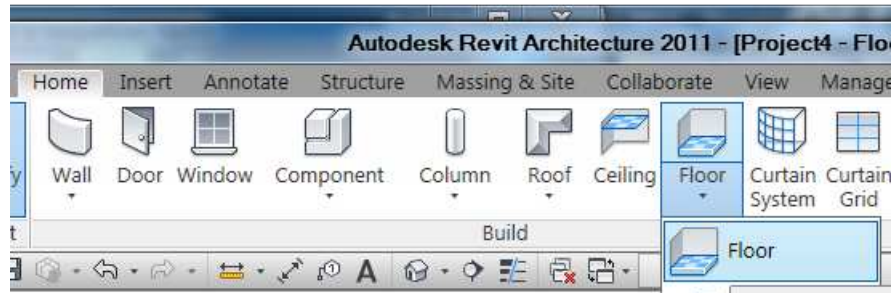 Autodesk Revit Architecture 2011 - [Project4 - Floo
Home Insert Annotate Structure Massing & Site Collaborate View Manage
Wall Door Window Component Column Roof Ceiling Floor Curtain System Curtain Grid
Build
A
Floor